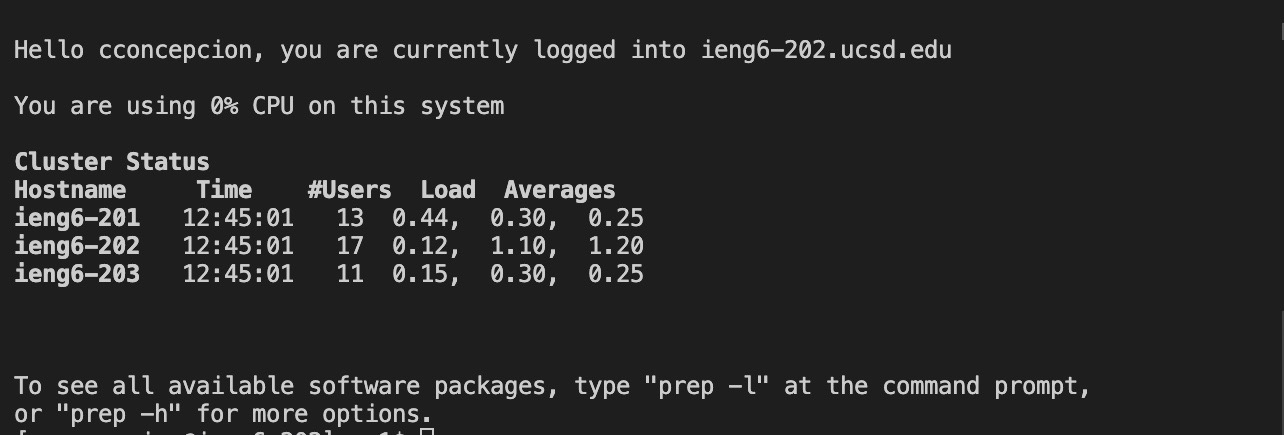 Hello cconcepcion, you are currently logged into ieng6-202.ucsd.edu
You are using 0% CPU on this system
Cluster Status
Hostname     Time    #Users  Load  Averages
ieng6-201   12:45:01   13  0.44,  0.30,  0.25
ieng6-202   12:45:01   17  0.12,  1.10,  1.20
ieng6-203   12:45:01   11  0.15,  0.30,  0.25
To see all available software packages, type "prep -l" at the command prompt,
or "prep -h" for more options.